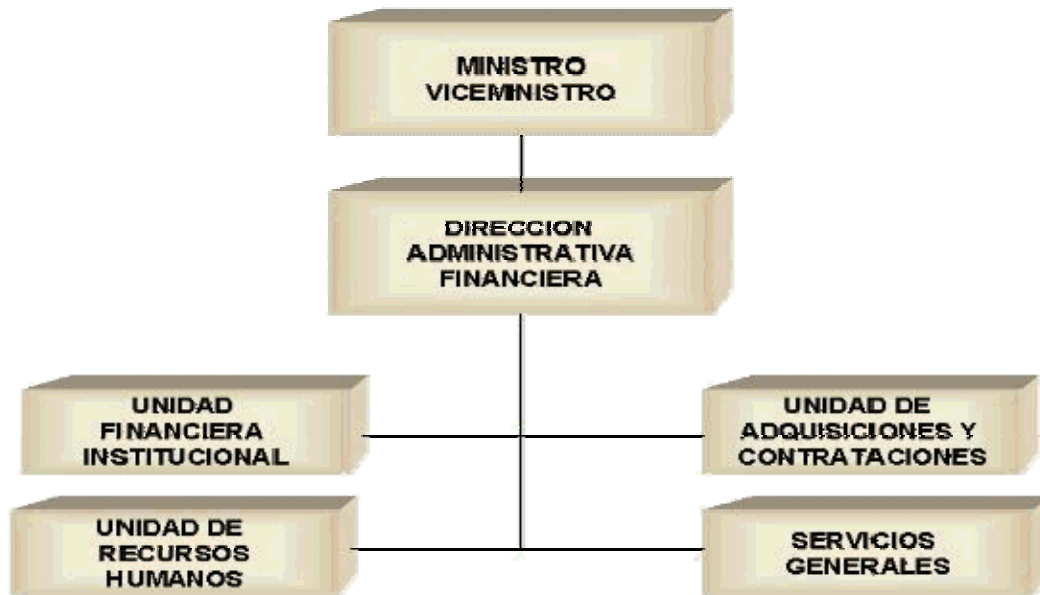 MINISTRO
VICEMINISTRO
DIRECCION
ADMINISTRATIVA
FINANCIERA
UNIDAD
FINANCIERA
INSTITUCIONAL
UNIDAD DE
ADQUISICIONES Y
CONTRATACIONES
UNIDAD DE
RECURSOS
HUMANOS
SERVICIOS
GENERALES